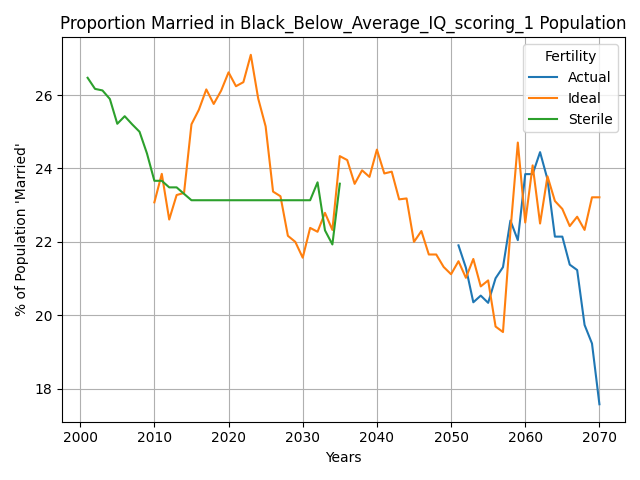 Proportion Married in Black_Below_Average_IQ_scoring_1 Population
% of Population 'Married'
26
24
22
20
18
Fertility
Actual
Ideal
Sterile
2000 2010 2020 2030 2040 2050 2060 2070
Years